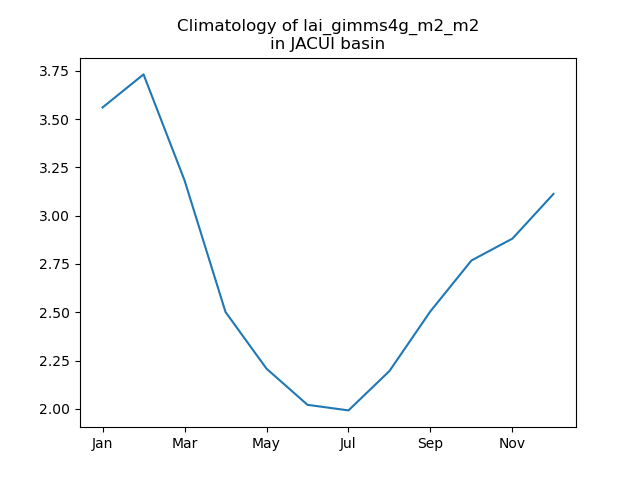 Climatology of lai_gimms4g_m2_m2
in JACUI basin
3.75
3.50
3.25
3.00
2.75
2.50
2.25
2.00
Jan Mar May Jul Sep Nov